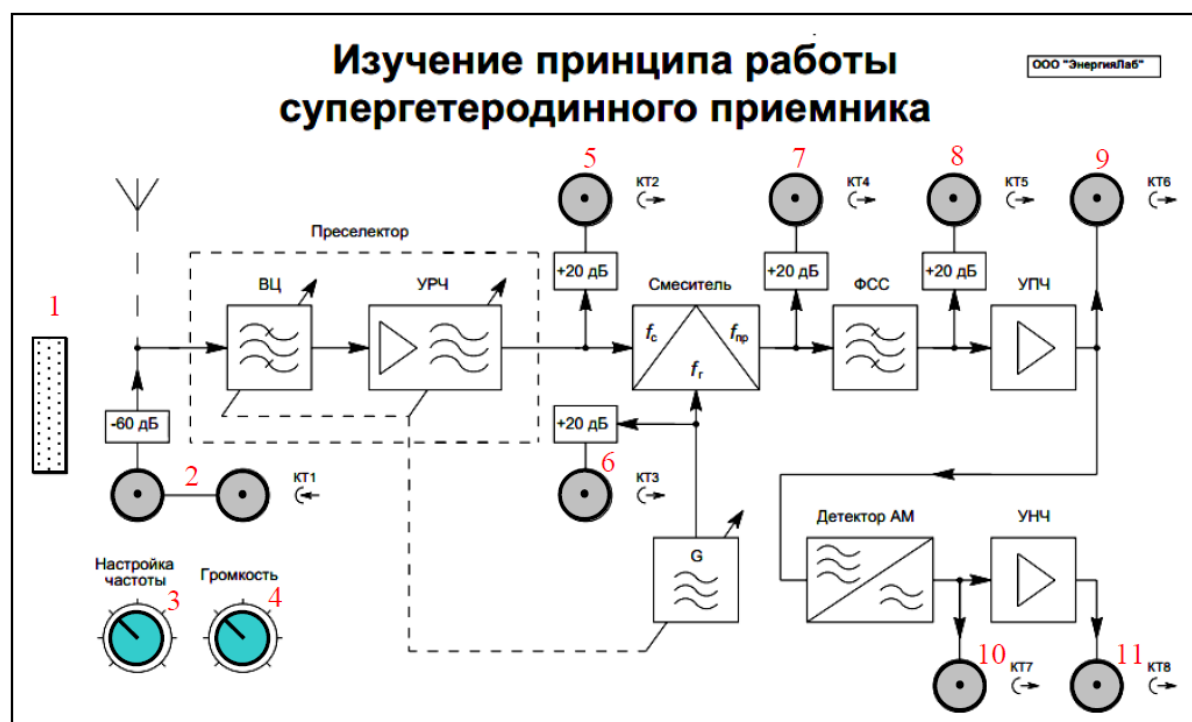 Изучение принципа работы
супергетеродинного приемника
ООО "ЭнергияЛаб"
5
КТ2
7
КТ4
8
КТ5
9
КТ6
Преселектор
+20 дБ
+20 дБ
+20 дБ
ВЦ
УРЧ
Смеситель
ФСС
УПЧ
1
fс
fпр
fг
-60 дБ
+20 дБ
2
КТ1
6
КТ3
Детектор АМ
УНЧ
G
Настройка
частоты
Громкость
3
4
10
КТ7
11
КТ8